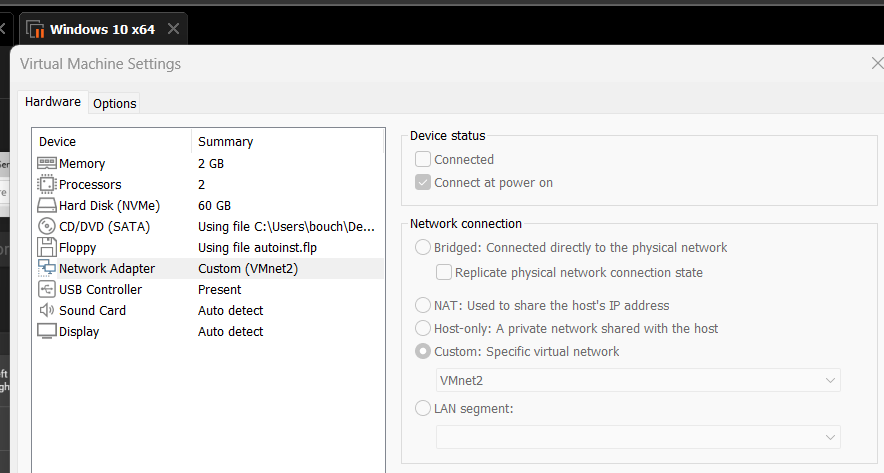 Windows 10 x64
Virtual Machine Settings
Hardware
Options
Device Summary
Memory 2 GB
Processors 2
Hard Disk (NVMe) 60 GB
CD/DVD (SATA) Using file C:\Users\bouch\De...
Floppy Using file autoinst.flp
Network Adapter Custom (VMnet2)
USB Controller Present
Sound Card Auto detect
Display Auto detect
Device status
Connected
Connect at power on
Network connection
Bridged: Connected directly to the physical network
Replicate physical network connection state
NAT: Used to share the host's IP address
Host-only: A private network shared with the host
Custom: Specific virtual network
VMnet2
LAN segment: